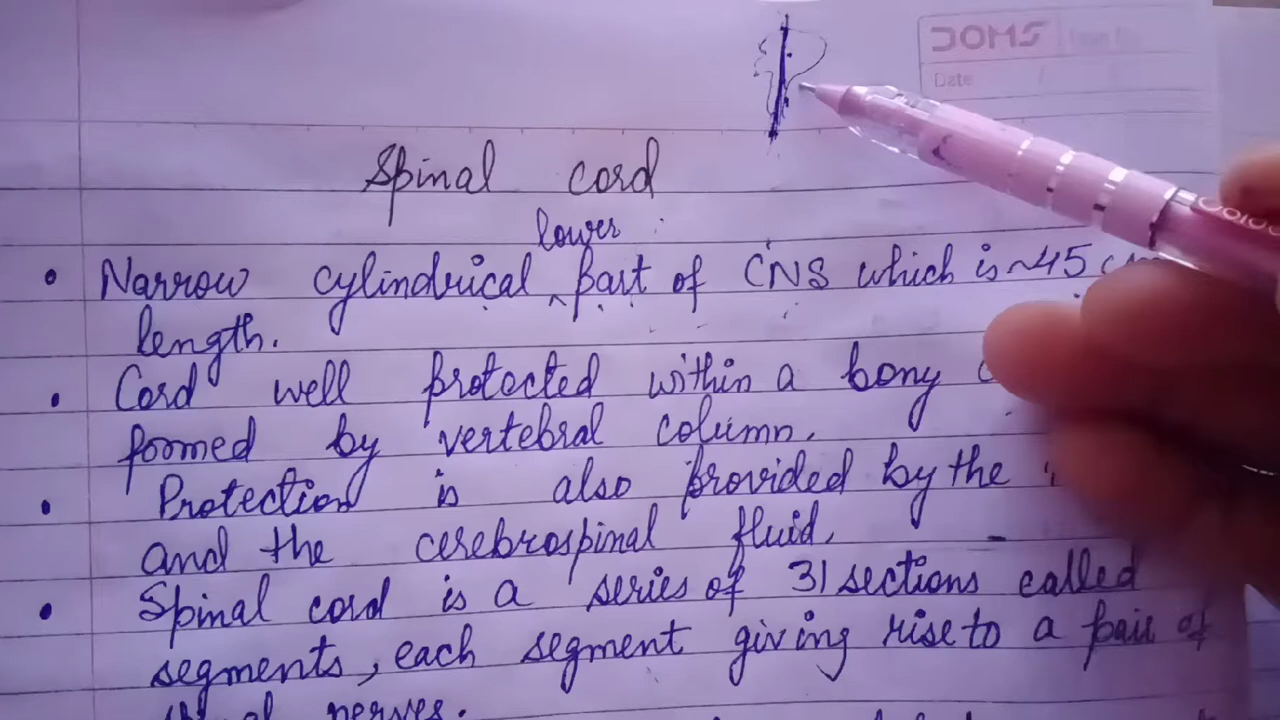 DOMS
Date
Spinal cord
lower
• Narrow cylindrical ^ part of CNS which is ~45 cm
length.
• Cord well protected within a bony
formed by vertebral column.
• Protection is also provided by the
and the cerebrospinal fluid.
• Spinal cord is a series of 31 sections called
segments, each segment giving rise to a pair of
nerves.